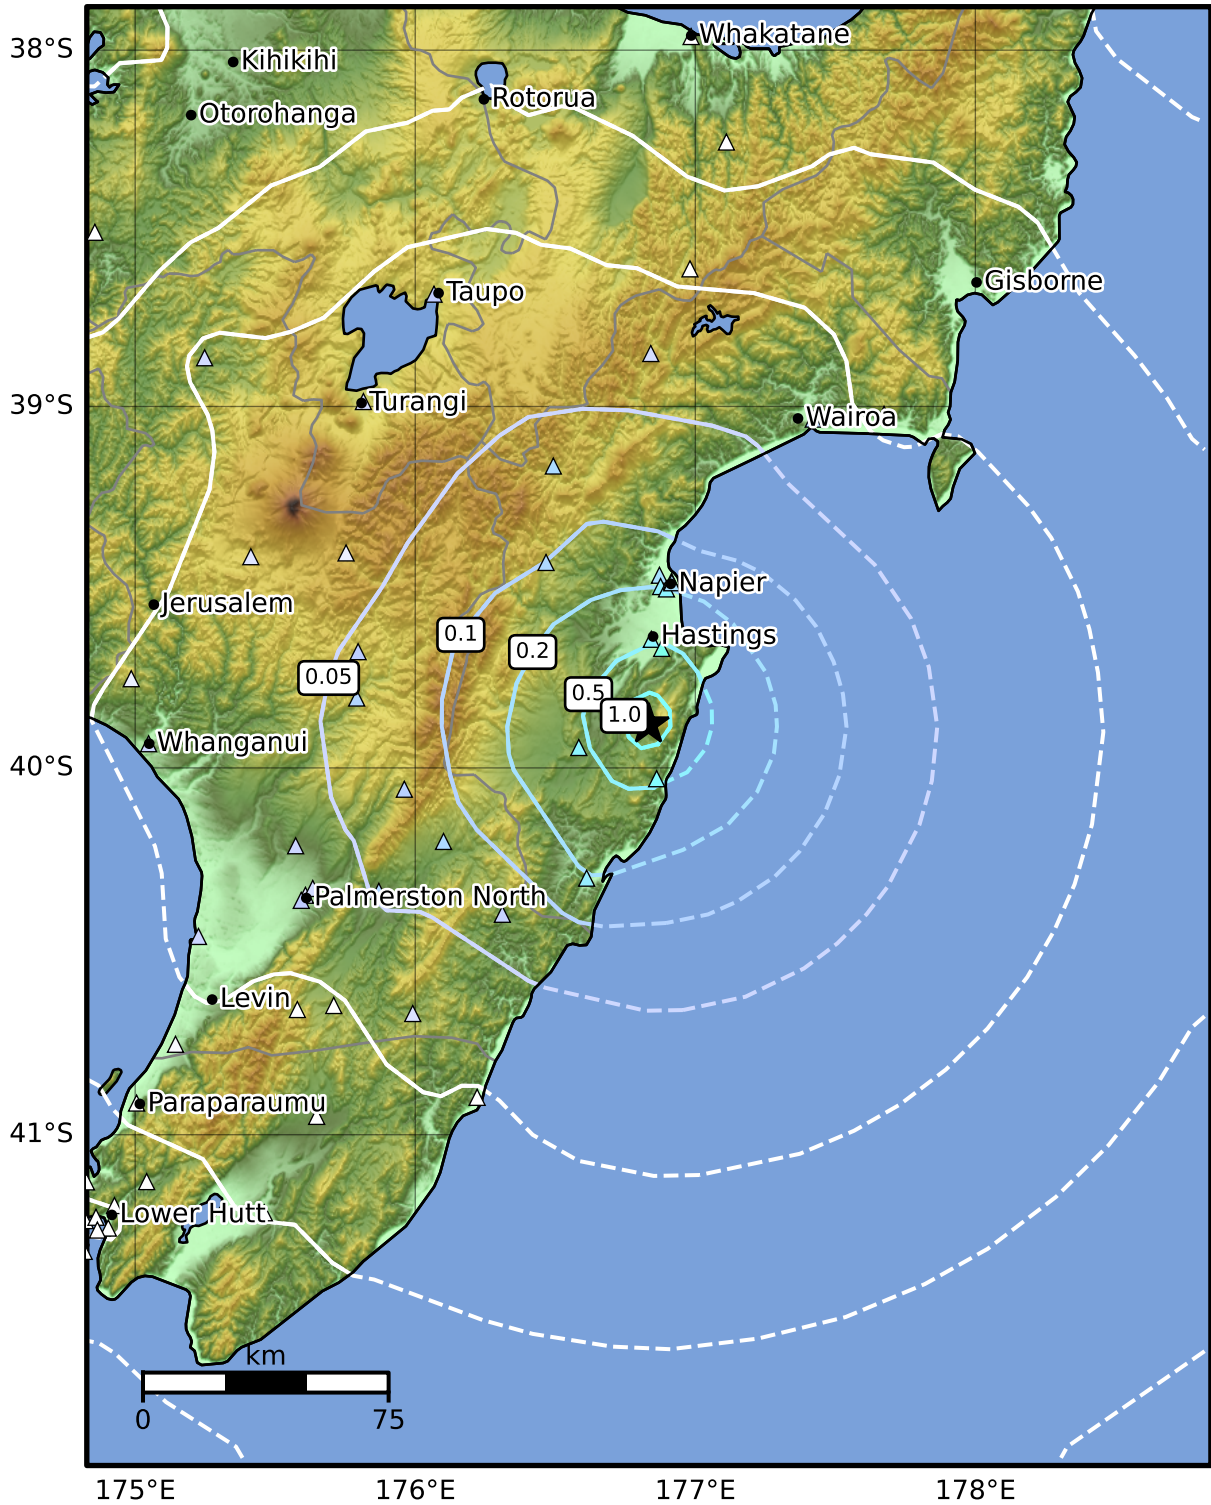 Whakatane
38°S
Kihikihi
Rotorua
Otorohanga
Gisborne
Taupo
Turangi
39°S
Wairoa
Napier
Jerusalem
0.1
Hastings
0.2
0.05
0.5
1.0
Whanganui
40°S
Palmerston North
Levin
Paraparaumu
41°S
Lower Hutt
km
0 75
175°E 176°E 177°E 178°E